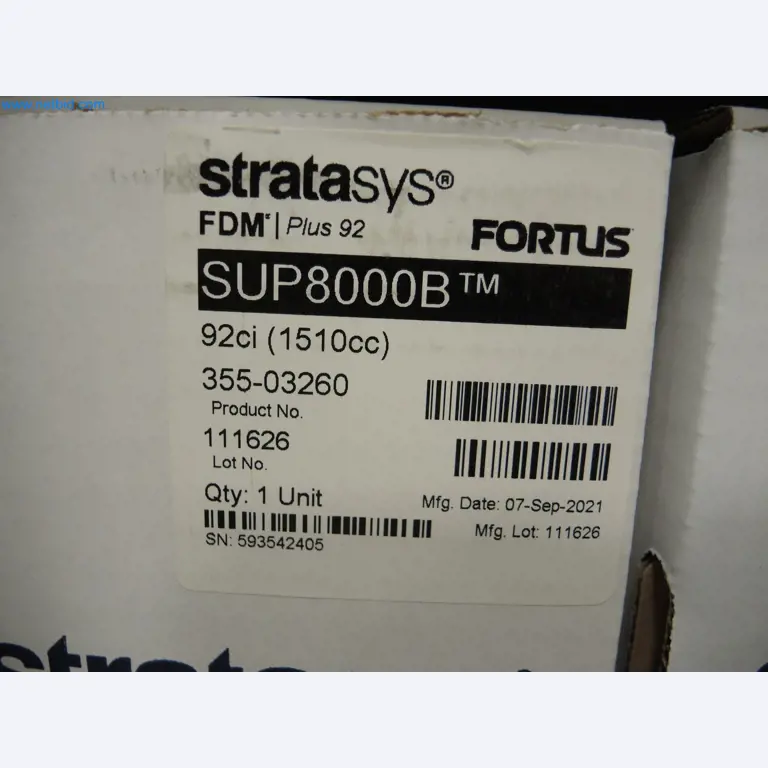 stratasys®
FDM® | Plus 92
FORTUS
SUP8000B™
92ci (1510cc)
355-03260
Product No.
111626
Lot No.
Qty: 1 Unit
Mfg. Date: 07-Sep-2021
SN: 593542405
Mfg. Lot: 111626